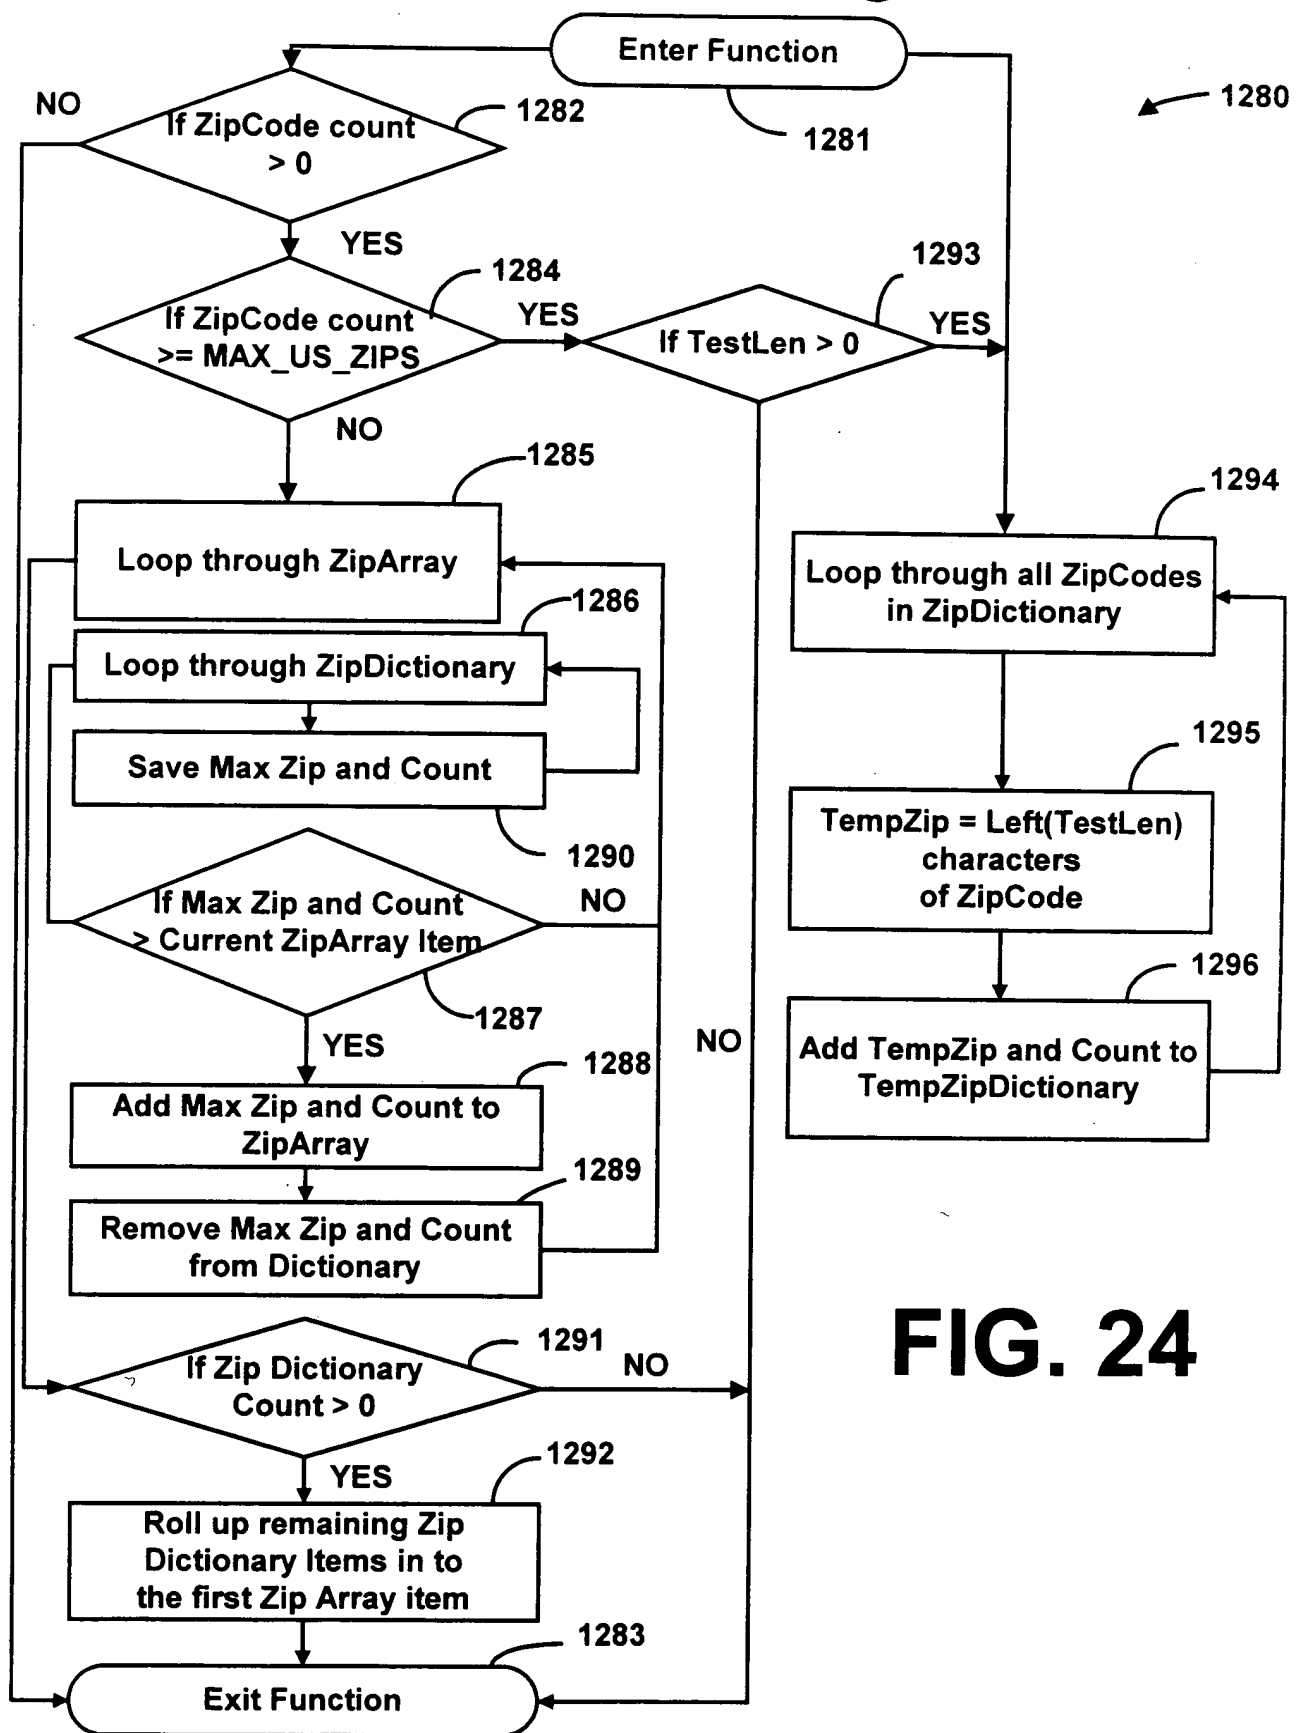 Enter Function
1280
NO
1282
If ZipCode count
> 0
1281
YES
1284
If ZipCode count
>= MAX_US_ZIPS
YES
1293
If TestLen > 0
YES
NO
1285
Loop through ZipArray
1294
Loop through all ZipCodes
in ZipDictionary
1286
Loop through ZipDictionary
Save Max Zip and Count
1290
1295
TempZip = Left(TestLen)
characters
of ZipCode
If Max Zip and Count
> Current ZipArray Item
NO
1287
YES
1296
Add TempZip and Count to
TempZipDictionary
NO
1288
Add Max Zip and Count to
ZipArray
1289
Remove Max Zip and Count
from Dictionary
1291
If Zip Dictionary
Count > 0
NO
FIG. 24
YES
1292
Roll up remaining Zip
Dictionary Items in to
the first Zip Array item
1283
Exit Function